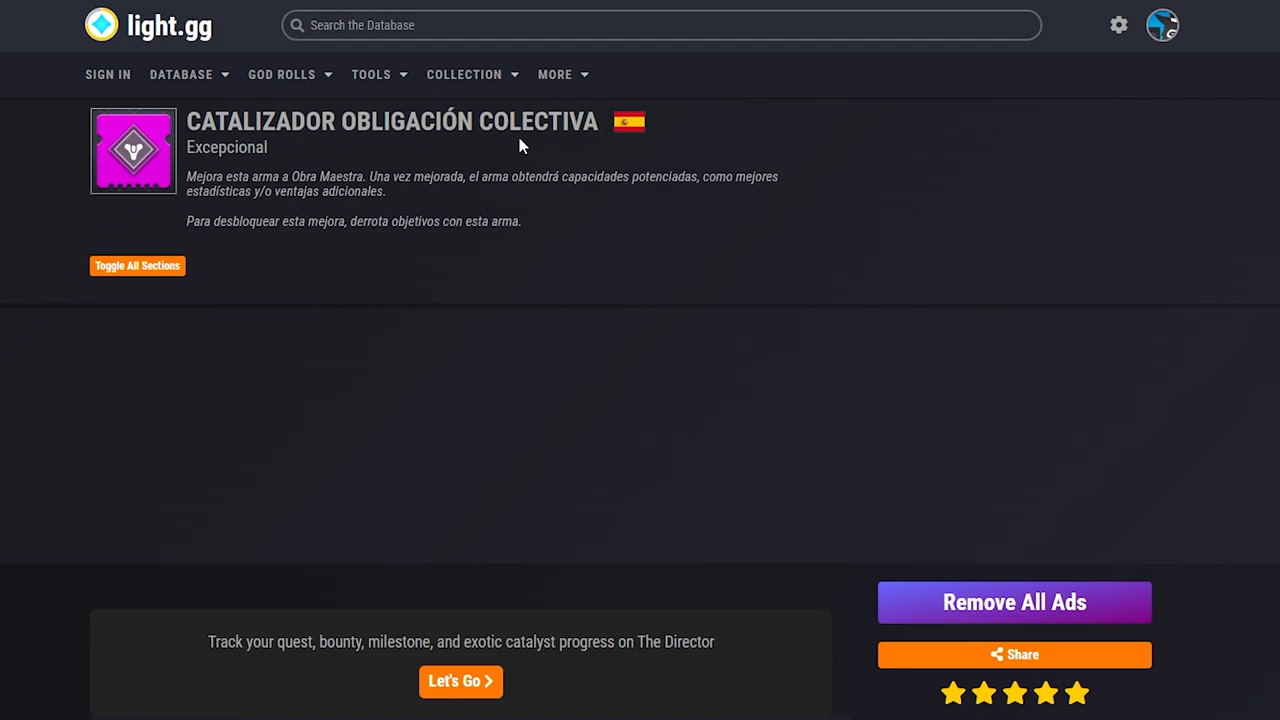 light.gg
Search the Database
SIGN IN DATABASE GOD ROLLS TOOLS COLLECTION MORE
CATALIZADOR OBLIGACIÓN COLECTIVA
Excepcional
Mejora esta arma a Obra Maestra. Una vez mejorada, el arma obtendrá capacidades potenciadas, como mejores
estadísticas y/o ventajas adicionales.
Para desbloquear esta mejora, derrota objetivos con esta arma.
Toggle All Sections
Remove All Ads
Track your quest, bounty, milestone, and exotic catalyst progress on The Director
Share
Let's Go